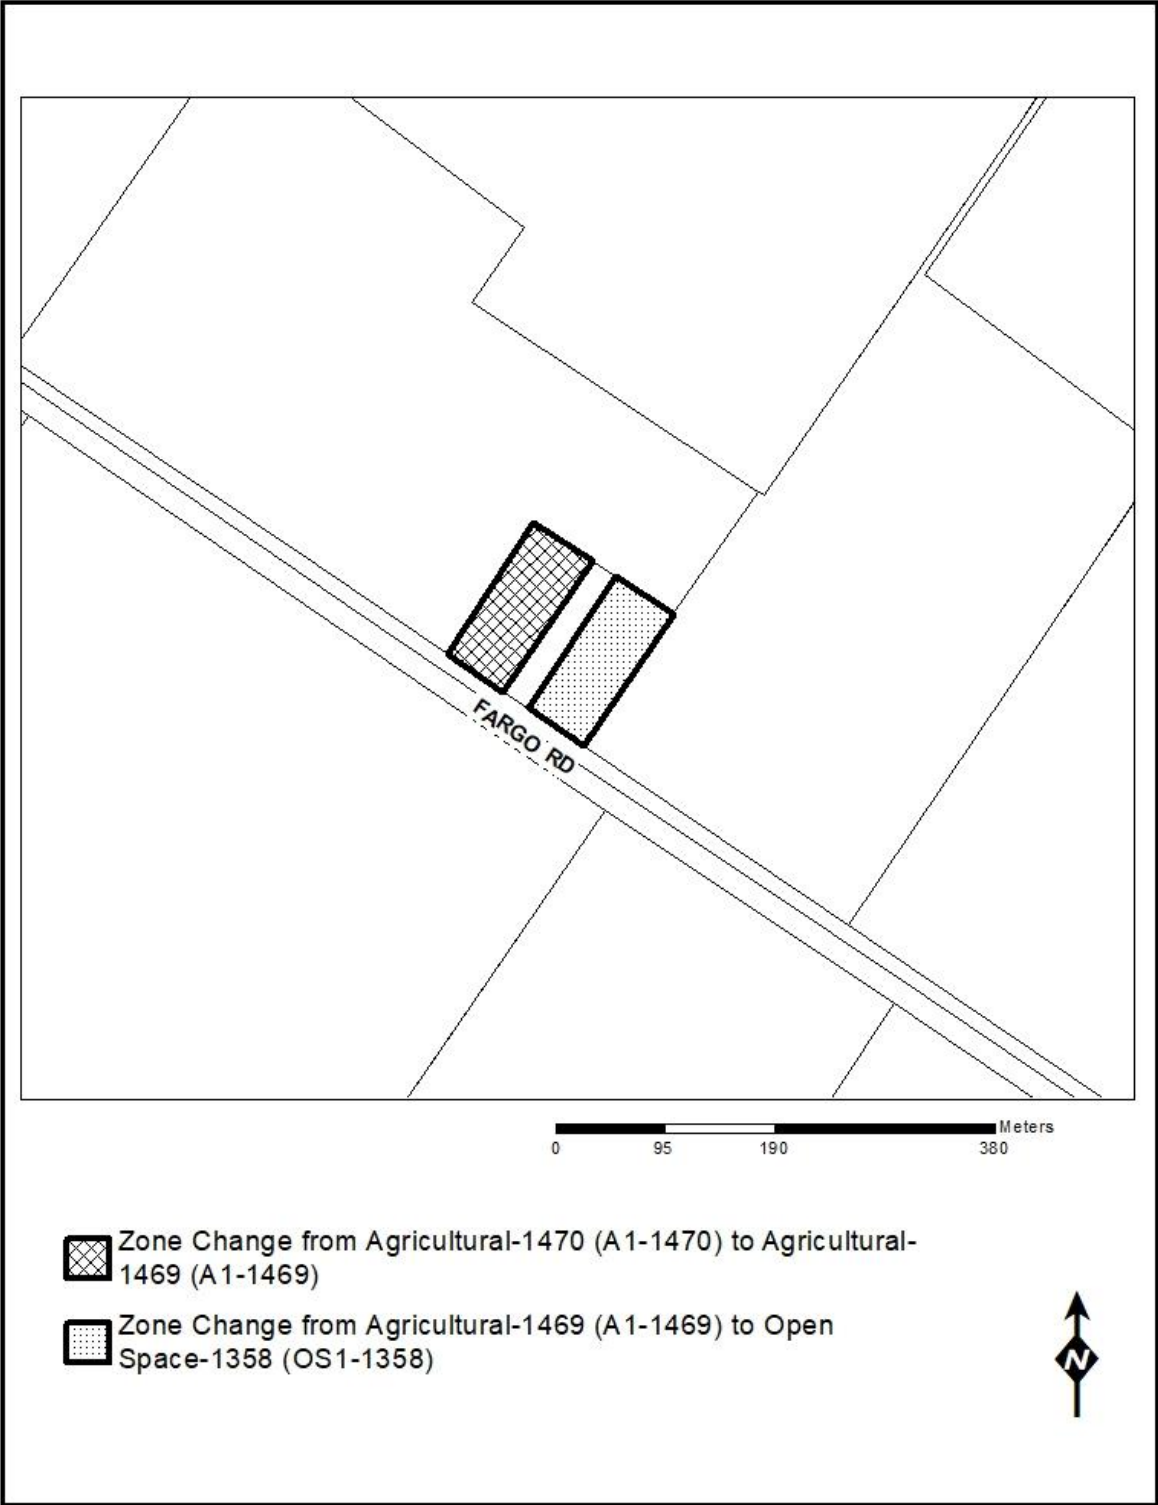 FARGO RD
Meters
0 95 190 380
Zone Change from Agricultural-1470 (A1-1470) to Agricultural-
1469 (A1-1469)
Zone Change from Agricultural-1469 (A1-1469) to Open
Space-1358 (OS1-1358)
N